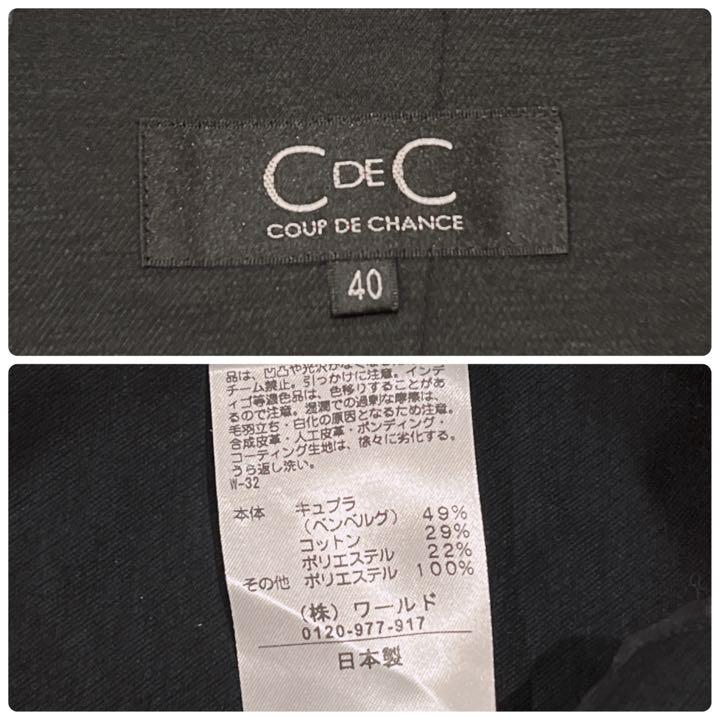 C DE C
COUP DE CHANCE
40
品は、凹凸や光沢がなく
チーム禁止。引っかけに注意。インデ
ィゴ等濃色品は、色移りすることがあ
るので注意。湿潤での過剰な摩擦は、
毛羽立ち・白化の原因となるため注意。
合成皮革・人工皮革・ボンディング・
コーティング生地は、徐々に劣化する。
うら返し洗い。
W-32
本体 キュプラ
(ベンベルグ) 49%
コットン 29%
ポリエステル 22%
その他 ポリエステル 100%
(株)ワールド
0120-977-917
日本製